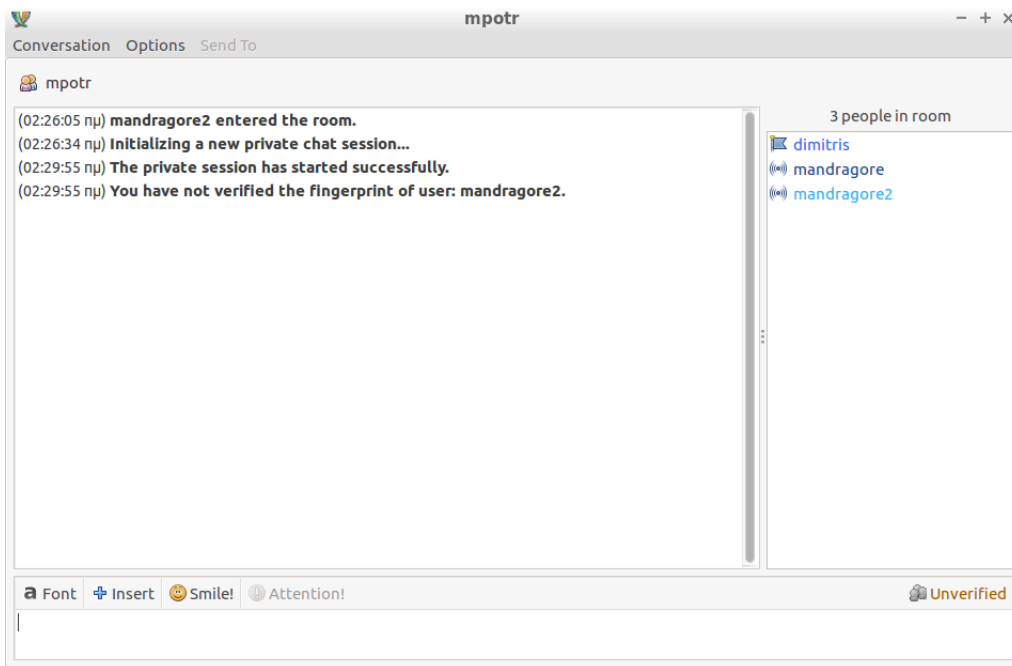 mpotr
Conversation Options Send To
mpotr
(02:26:05 πμ) mandragore2 entered the room.
(02:26:34 πμ) Initializing a new private chat session...
(02:29:55 πμ) The private session has started successfully.
(02:29:55 πμ) You have not verified the fingerprint of user: mandragore2.
3 people in room
dimitris
mandragore
mandragore2
a Font Insert Smile! Attention! Unverified